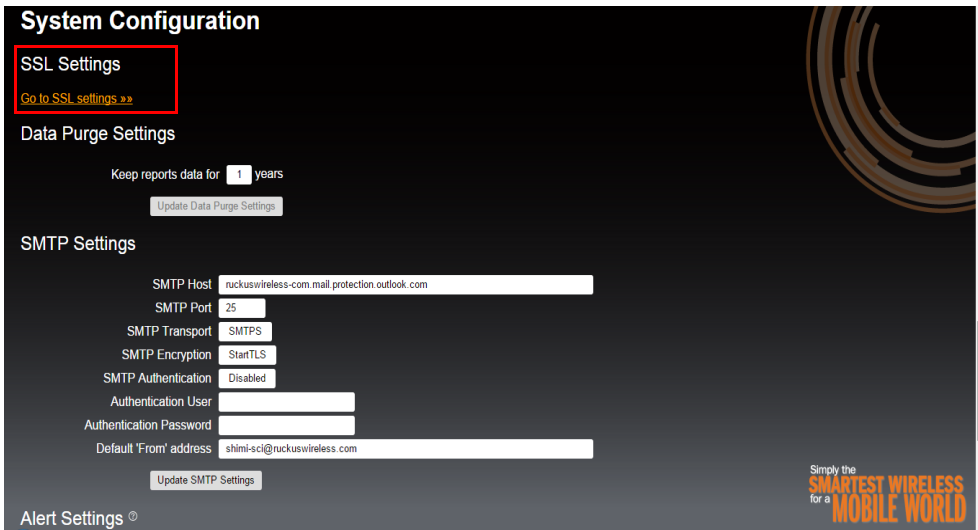 System Configuration
SSL Settings
Go to SSL settings »»
Data Purge Settings
Keep reports data for 1 years
Update Data Purge Settings
SMTP Settings
SMTP Host ruckuswireless-com.mail.protection.outlook.com
SMTP Port 25
SMTP Transport SMTPS
SMTP Encryption StartTLS
SMTP Authentication Disabled
Authentication User
Authentication Password
Default 'From' address shimi-sci@ruckuswireless.com
Update SMTP Settings
Alert Settings ?
Simply the
SMARTEST WIRELESS
for a MOBILE WORLD